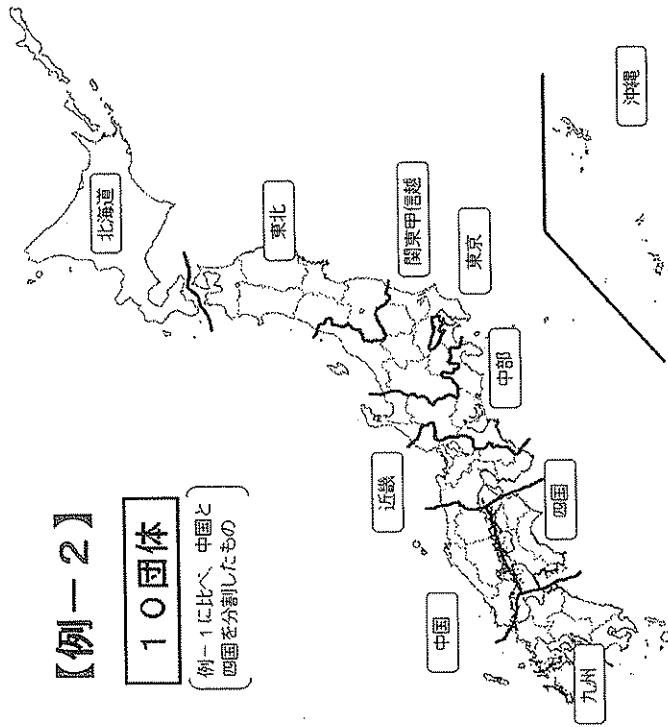 【例－２】
１０団体
例－１に比べ、中国と
四国を分割したもの
北海道
東北
関東甲信越
東京
中部
近畿
中国
四国
九州
沖縄